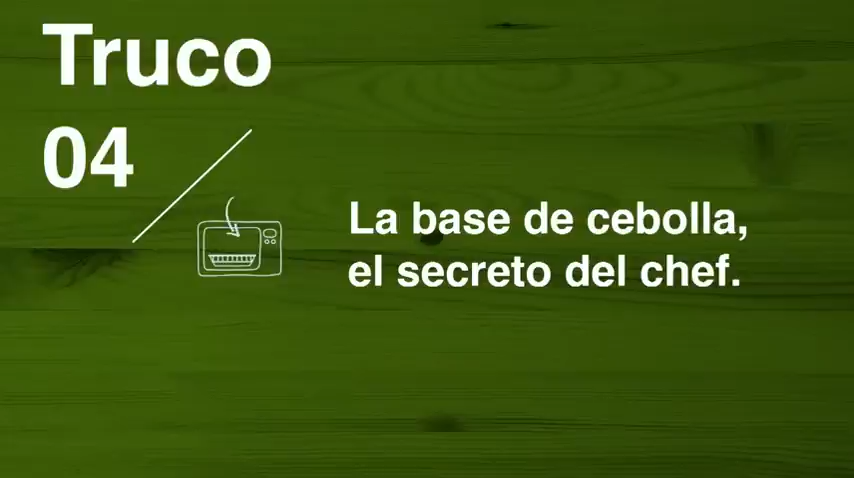 Truco
04
La base de cebolla,
el secreto del chef.